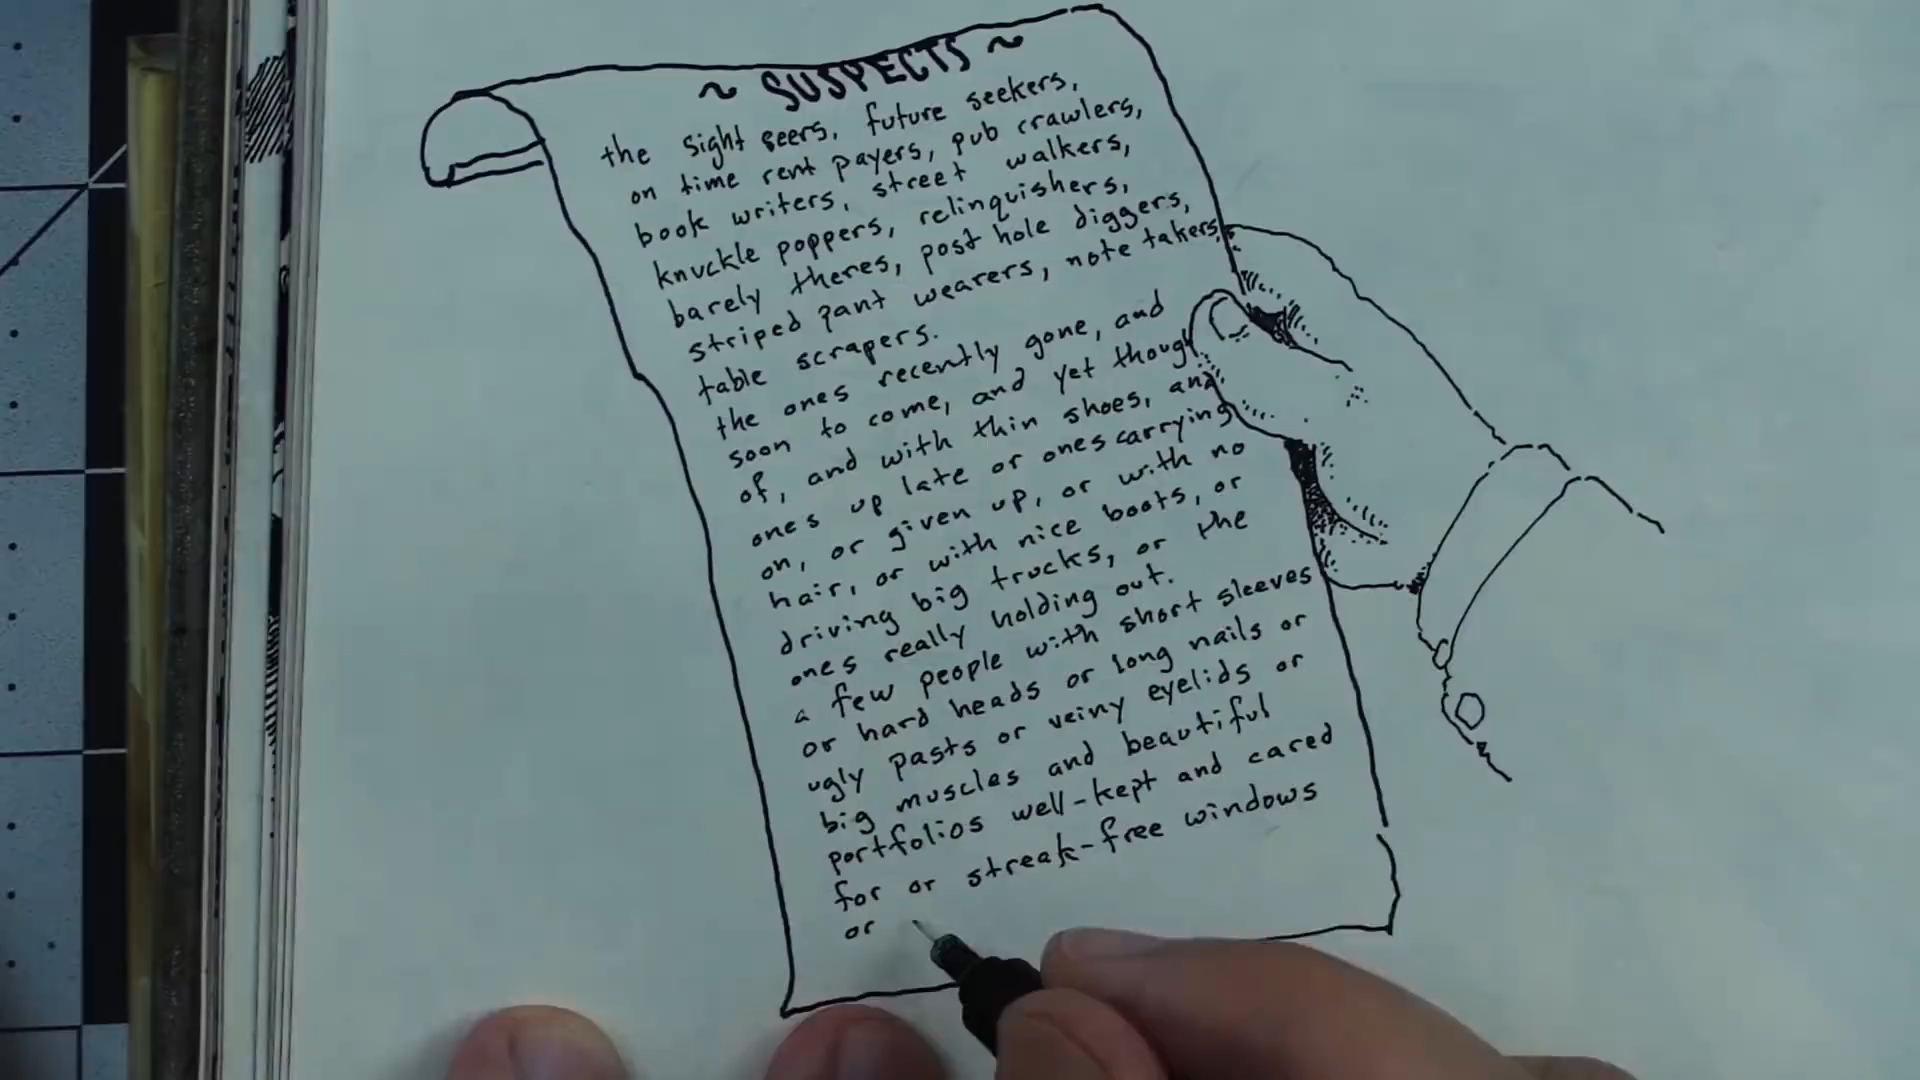 ~ SUSPECTS ~
the sight seers, future seekers,
on time rent payers, pub crawlers,
book writers, street walkers,
knuckle poppers, relinquishers,
barely theres, post hole diggers,
striped pant wearers, note takers,
table scrapers.
the ones recently gone, and
soon to come, and yet though
of, and with thin shoes, and
ones up late or ones carrying
on, or given up, or with no
hair, or with nice boots, or
driving big trucks, or the
ones really holding out.
a few people with short sleeves
or hard heads or long nails or
ugly pasts or veiny eyelids or
big muscles and beautiful
portfolios well-kept and cared
for or streak-free windows
or